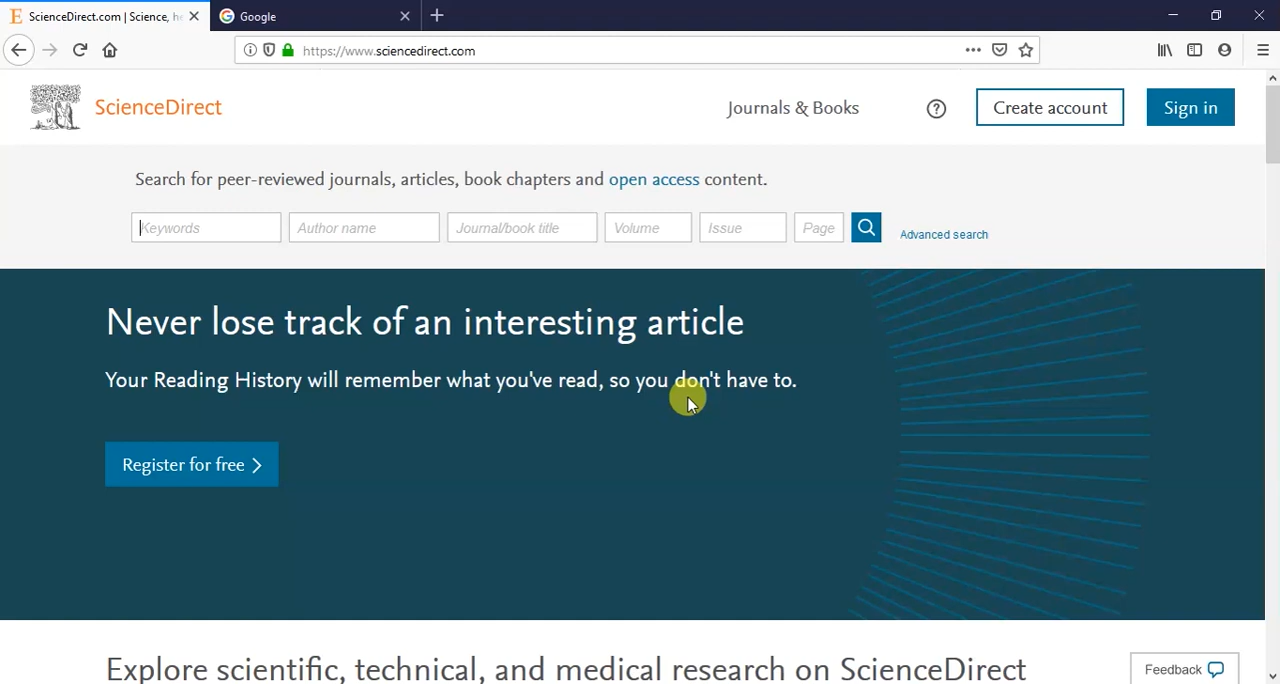 ScienceDirect.com | Science, he
Google
https://www.sciencedirect.com
ScienceDirect
Journals & Books
Create account
Sign in
Search for peer-reviewed journals, articles, book chapters and open access content.
Keywords
Author name
Journal/book title
Volume
Issue
Page
Advanced search
Never lose track of an interesting article
Your Reading History will remember what you've read, so you don't have to.
Register for free
Explore scientific, technical, and medical research on ScienceDirect
Feedback